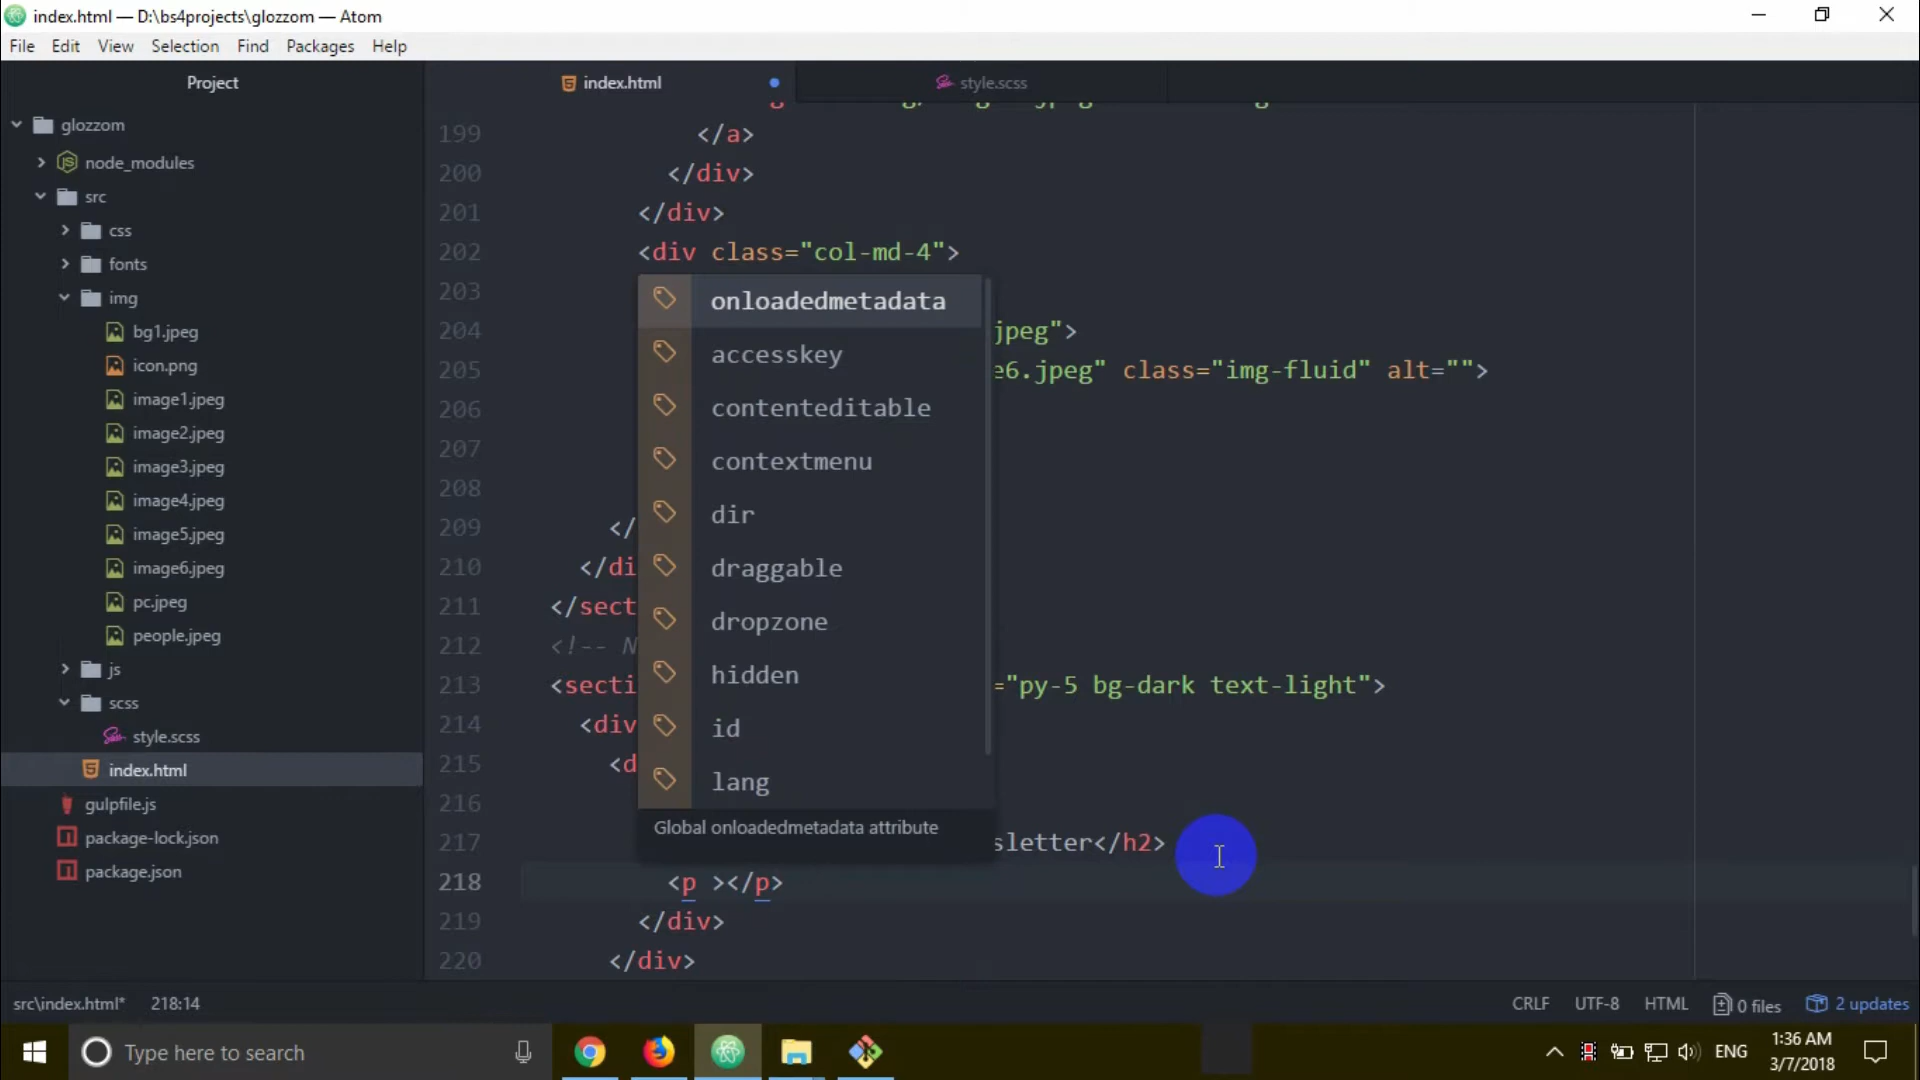 index.html — D:\bs4projects\glozzom — Atom
File Edit View Selection Find Packages Help
Project
index.html
style.scss
glozzom
node_modules
src
css
fonts
img
bg1.jpeg
icon.png
image1.jpeg
image2.jpeg
image3.jpeg
image4.jpeg
image5.jpeg
image6.jpeg
pc.jpeg
people.jpeg
js
scss
style.scss
index.html
gulpfile.js
package-lock.json
package.json
199 </a>
200 </div>
201 </div>
202 <div class="col-md-4">
203
204 jpeg">
205 e6.jpeg" class="img-fluid" alt="">
206
207
208
209 </
210 </di
211 </sect
212 <!-- N
213 <secti ="py-5 bg-dark text-light">
214 <div
215 <d
216
217 sletter</h2>
218 <p ></p>
219 </div>
220 </div>
onloadedmetadata
accesskey
contenteditable
contextmenu
dir
draggable
dropzone
hidden
id
lang
Global onloadedmetadata attribute
src\index.html* 218:14 CRLF UTF-8 HTML 0 files 2 updates
Type here to search
ENG
1:36 AM
3/7/2018